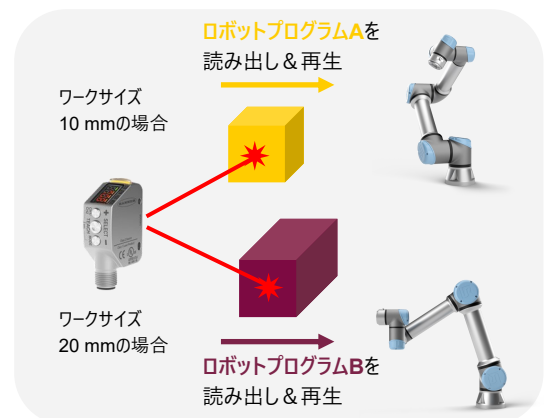 ロボットプログラムAを
読み出し＆再生
ワークサイズ
10 mmの場合
SELECT
ワークサイズ
20 mmの場合
ロボットプログラムBを
読み出し＆再生